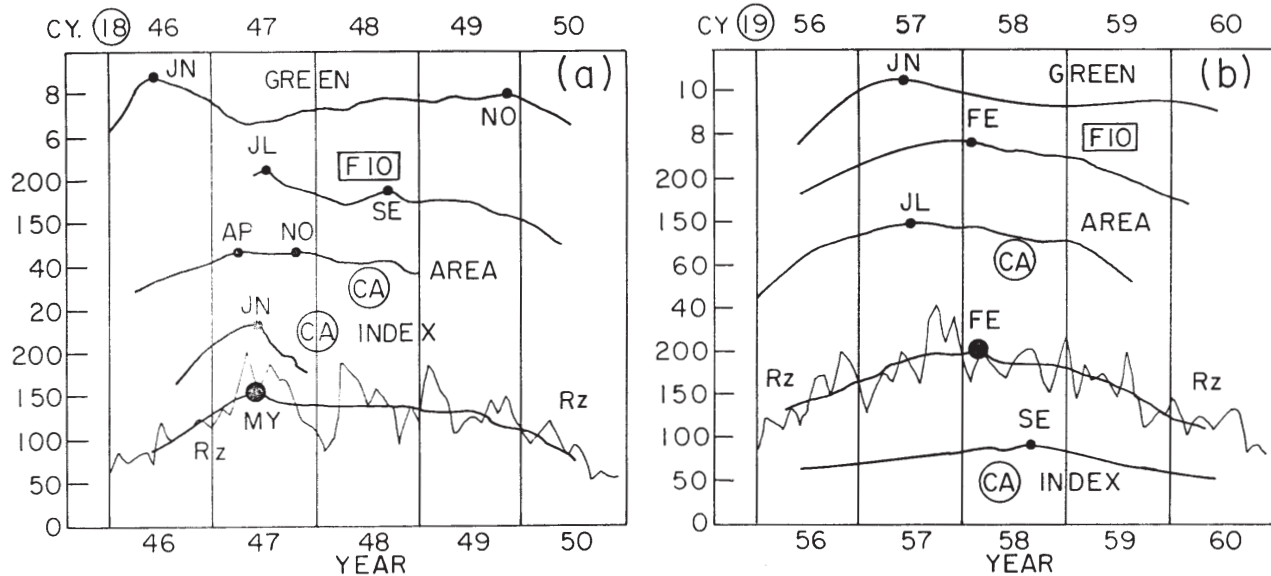 CY. 18 46 47 48 49 50
(a)
JN
GREEN
8
NO
6
JL
F10
200
SE
150
AP NO
AREA
40
CA
JN
20
CA INDEX
200
150
Rz
MY
100
Rz
50
0
46 47 48 49 50
YEAR
CY 19 56 57 58 59 60
(b)
JN
GREEN
10
FE
8
F10
200
JL
150
AREA
60
CA
40
FE
200
Rz
Rz
150
SE
100
CA INDEX
50
0
56 57 58 59 60
YEAR